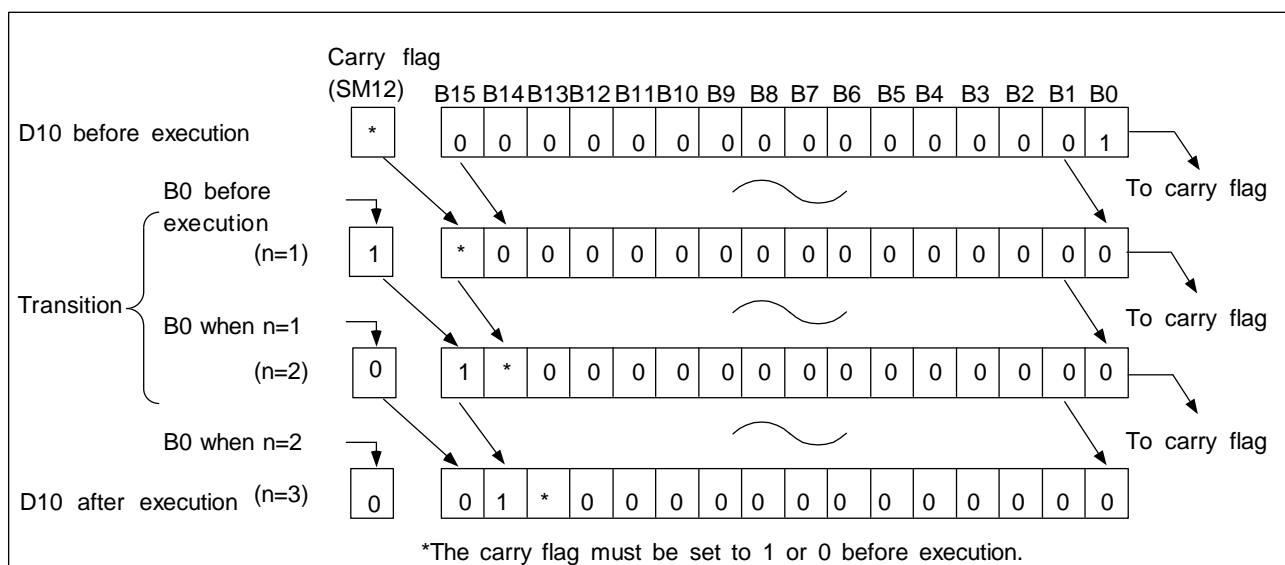 Carry flag
(SM12)
B15 B14 B13 B12 B11 B10 B9 B8 B7 B6 B5 B4 B3 B2 B1 B0
D10 before execution
* 0 0 0 0 0 0 0 0 0 0 0 0 0 0 0 1
To carry flag
B0 before
execution
(n=1)
1 * 0 0 0 0 0 0 0 0 0 0 0 0 0 0 0
To carry flag
Transition
B0 when n=1
(n=2)
0 1 * 0 0 0 0 0 0 0 0 0 0 0 0 0 0
To carry flag
B0 when n=2
D10 after execution (n=3)
0 0 1 * 0 0 0 0 0 0 0 0 0 0 0 0 0
*The carry flag must be set to 1 or 0 before execution.